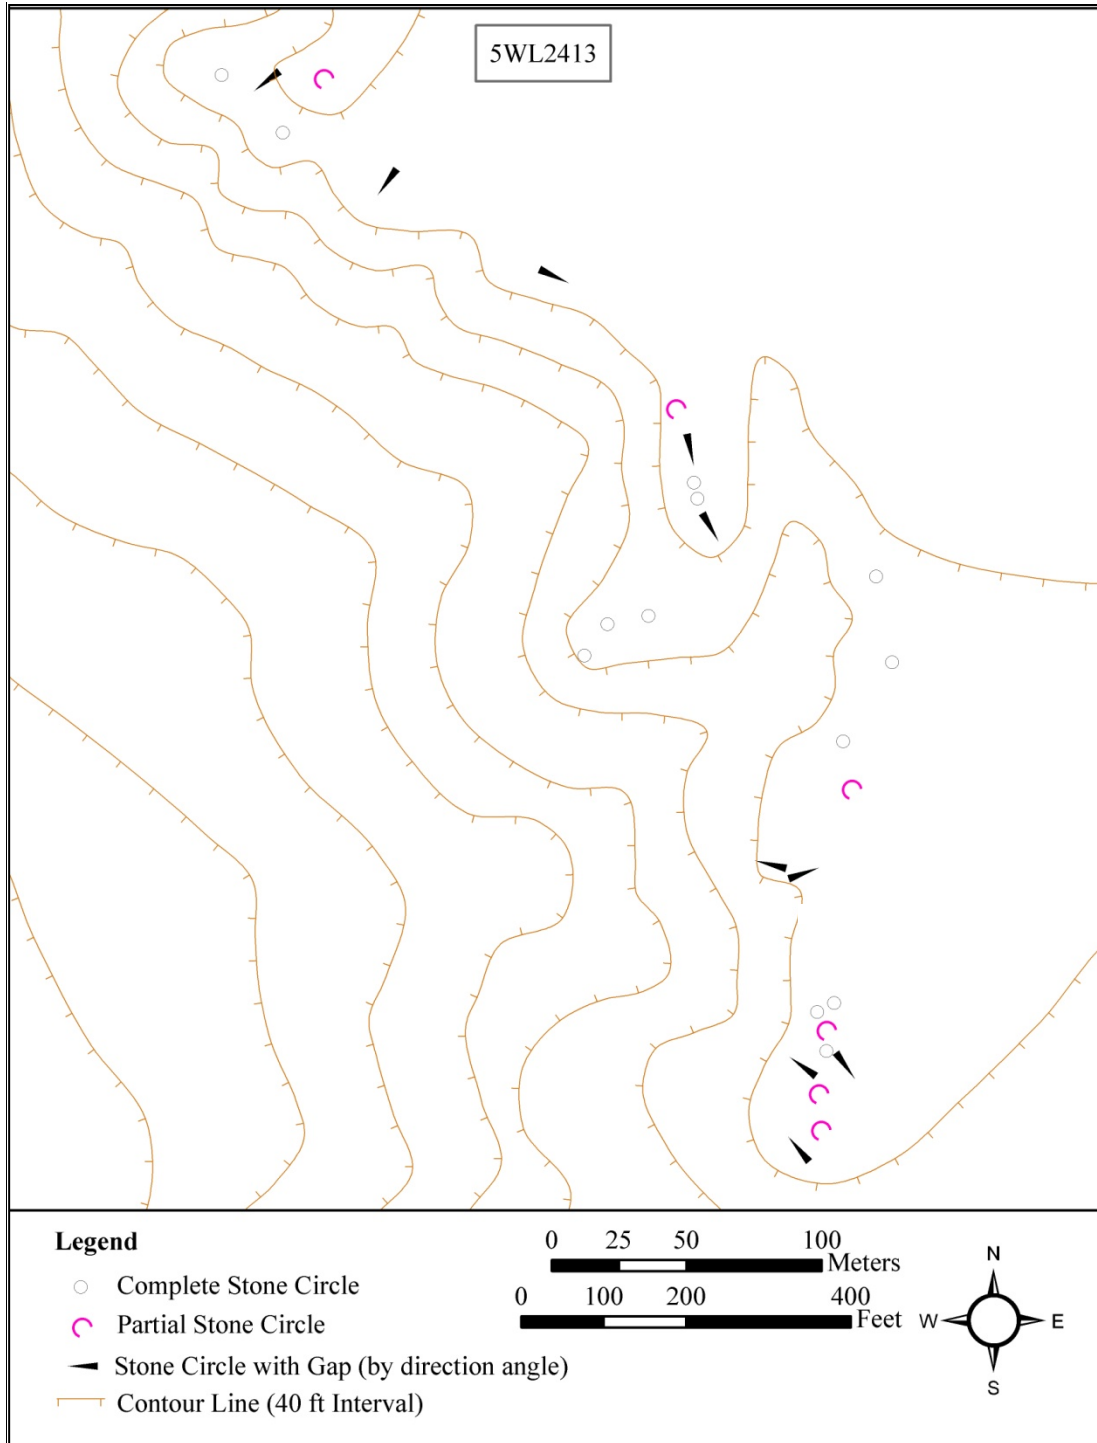 5WL2413
Legend
Complete Stone Circle
Partial Stone Circle
Stone Circle with Gap (by direction angle)
Contour Line (40 ft Interval)
0 25 50 100
Meters
0 100 200 400
Feet
N
W E
S